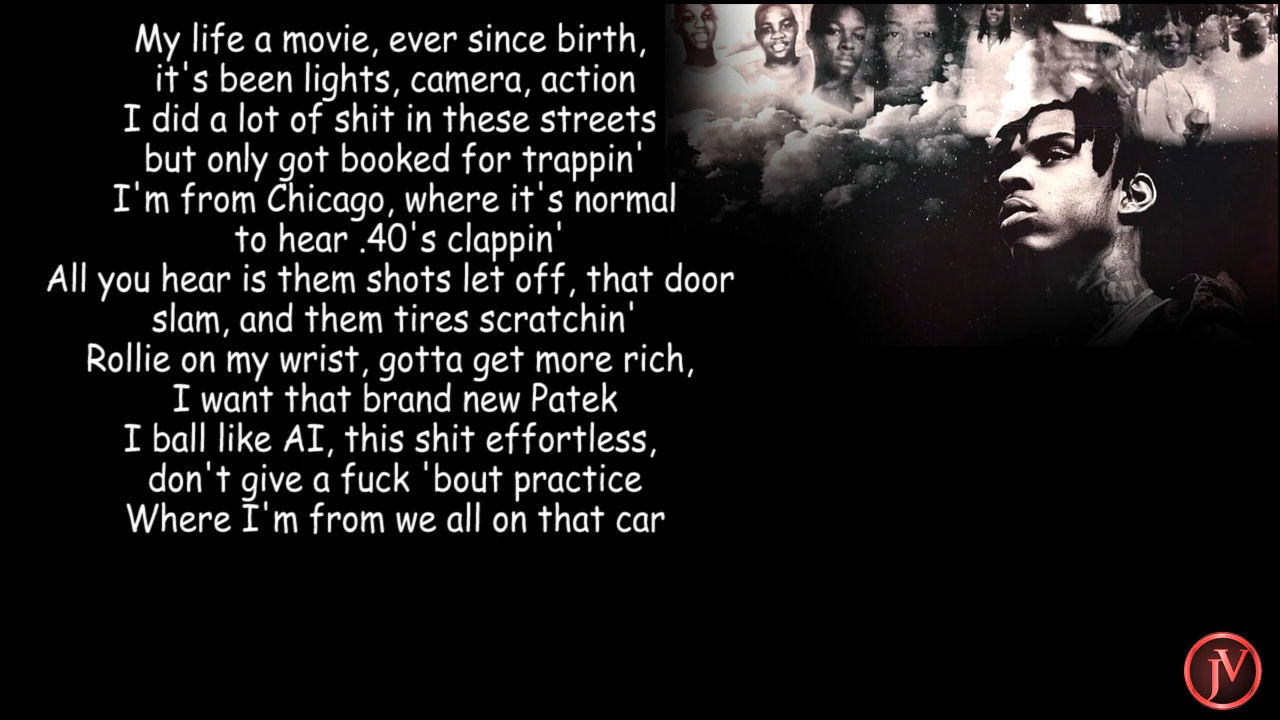 My life a movie, ever since birth,
it's been lights, camera, action
I did a lot of shit in these streets
but only got booked for trappin'
I'm from Chicago, where it's normal
to hear .40's clappin'
All you hear is them shots let off, that door
slam, and them tires scratchin'
Rollie on my wrist, gotta get more rich,
I want that brand new Patek
I ball like AI, this shit effortless,
don't give a fuck 'bout practice
Where I'm from we all on that car
JV